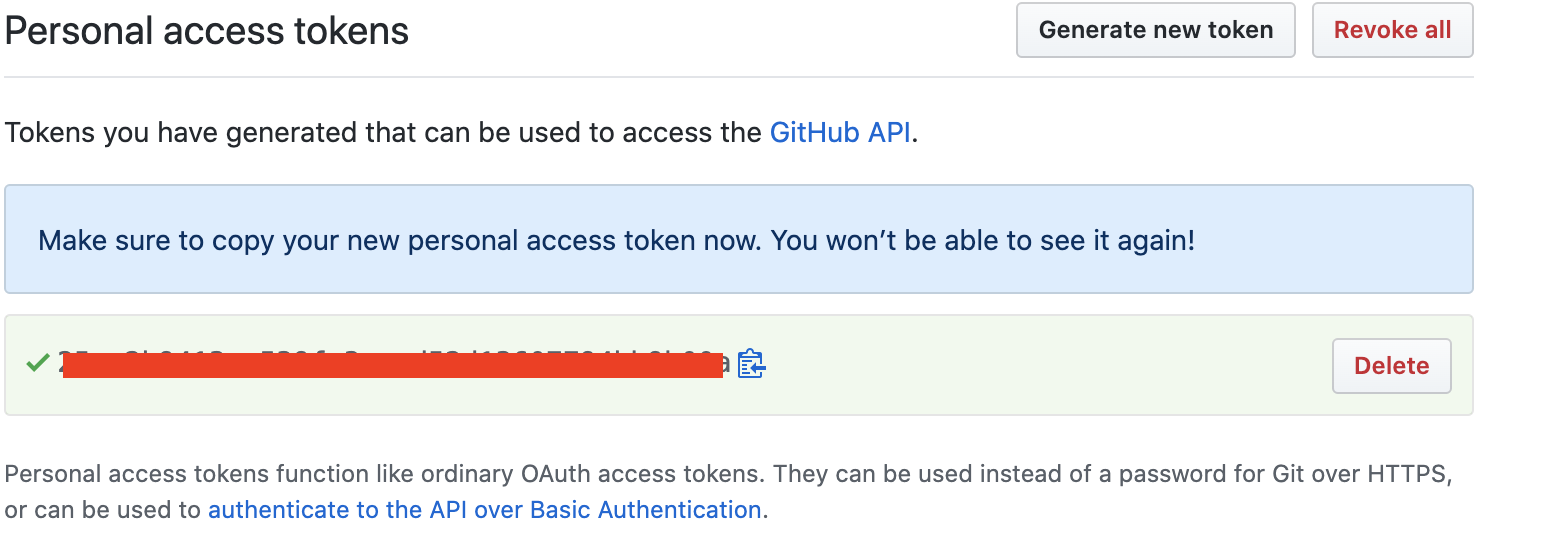 Personal access tokens
Generate new token
Revoke all
Tokens you have generated that can be used to access the GitHub API.
Make sure to copy your new personal access token now. You won’t be able to see it again!
Delete
Personal access tokens function like ordinary OAuth access tokens. They can be used instead of a password for Git over HTTPS,
or can be used to authenticate to the API over Basic Authentication.